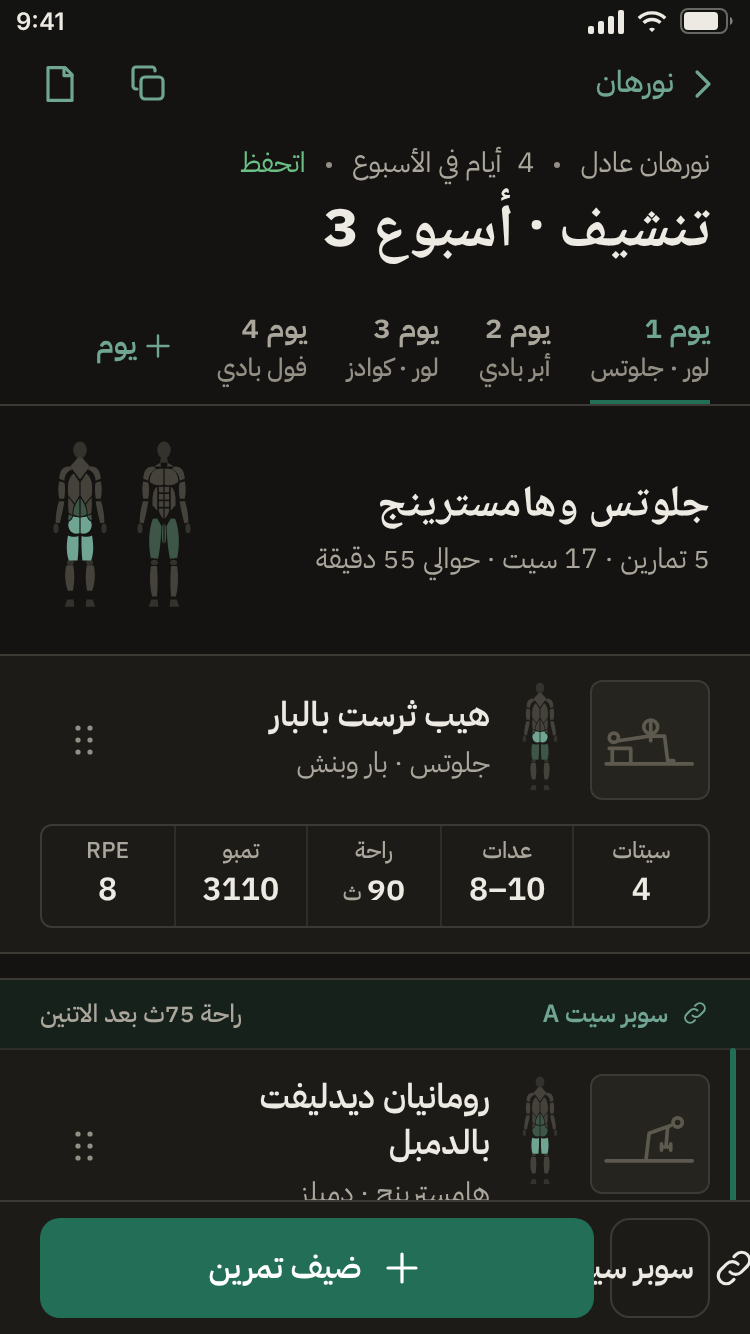 9:41
نورهان
نورهان عادل • 4 أيام في الأسبوع • اتحفظ
تنشيف · أسبوع 3
يوم 1
لور · جلوتس
يوم 2
أبر بادي
يوم 3
لور · كوادز
يوم 4
فول بادي
+ يوم
جلوتس وهامسترينج
5 تمارين · 17 سيت · حوالي 55 دقيقة
هيب ثرست بالبار
جلوتس · بار وبنش
سيتات
4
عدات
8–10
راحة
90 ث
تمبو
3110
RPE
8
سوبر سيت A
راحة 75ث بعد الاتنين
رومانيان ديدليفت
بالدمبل
هامسترينج · دمبلز
سوبر سي
+ ضيف تمرين